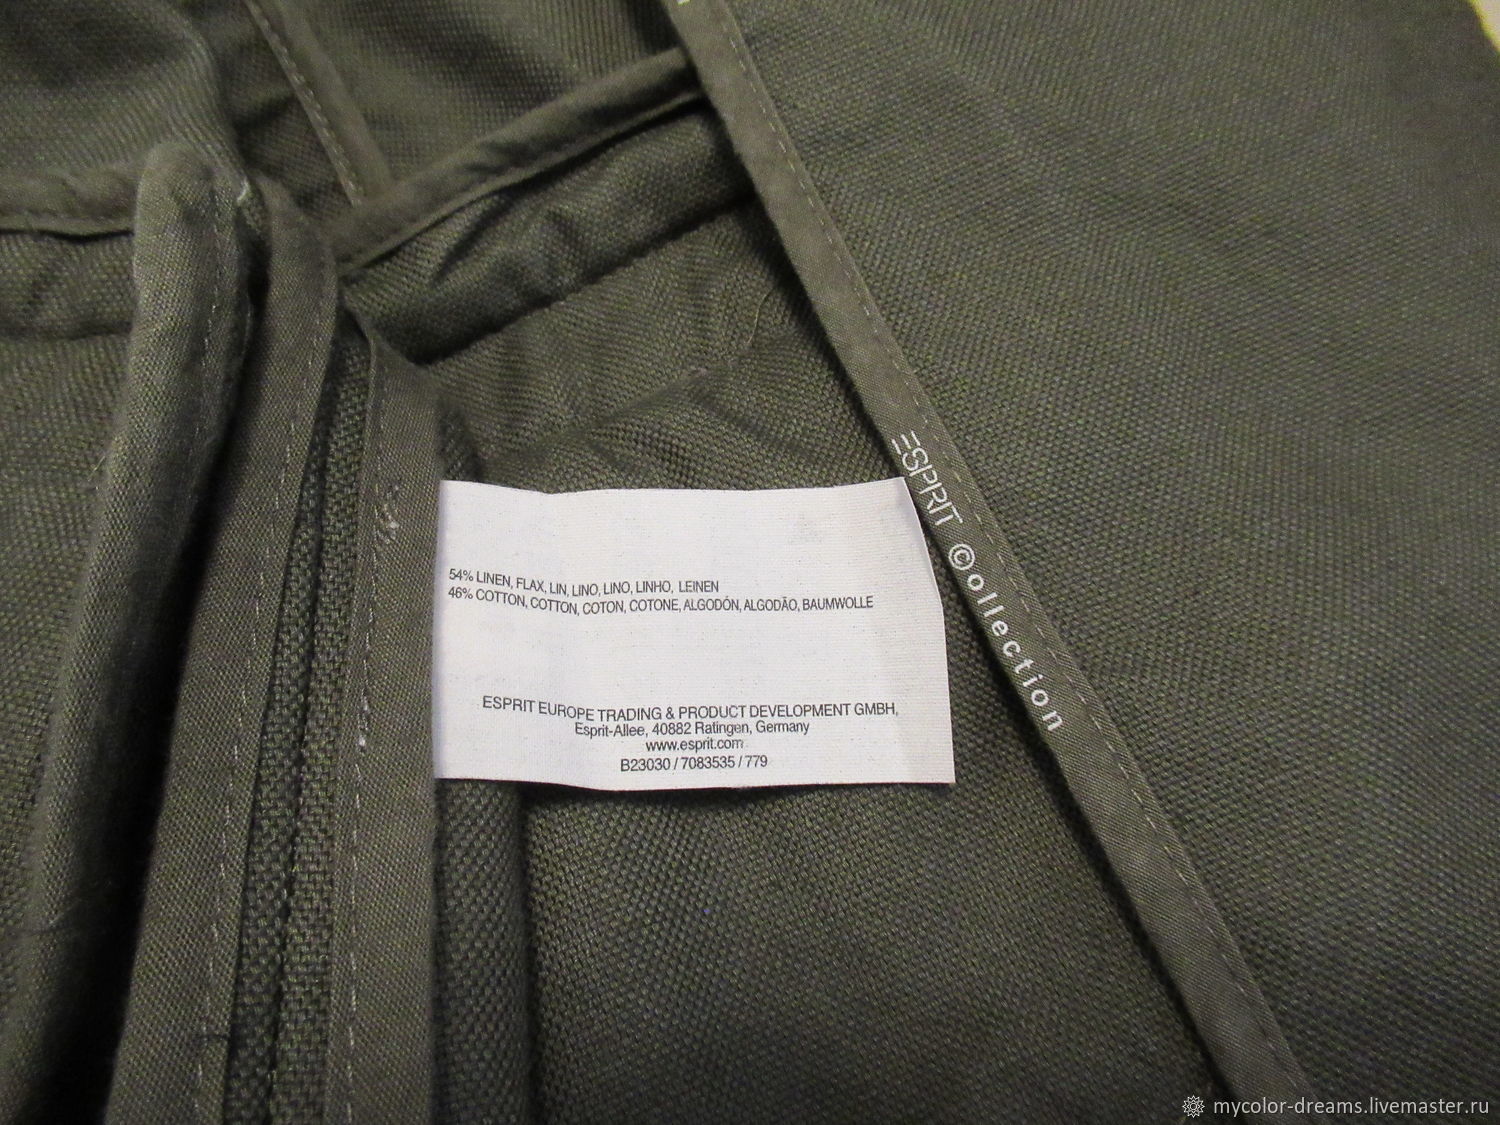 ESPRIT ©ollection
54% LINEN, FLAX, LIN, LINO, LINO, LINHO, LEINEN
46% COTTON, COTTON, COTON, COTONE, ALGODÓN, ALGODÃO, BAUMWOLLE
ESPRIT EUROPE TRADING & PRODUCT DEVELOPMENT GMBH,
Esprit-Allee, 40882 Ratingen, Germany
www.esprit.com
B23030 / 7083535 / 779
mycolor-dreams.livemaster.ru